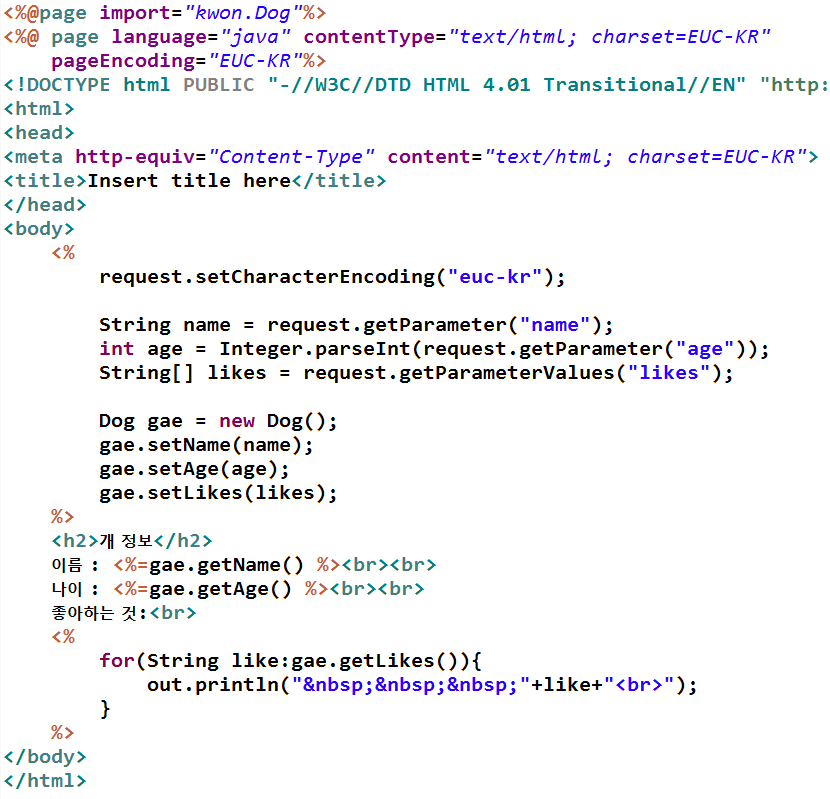 <%@page import="kwon.Dog"%>
<%@ page language="java" contentType="text/html; charset=EUC-KR"
    pageEncoding="EUC-KR"%>
<!DOCTYPE html PUBLIC "-//W3C//DTD HTML 4.01 Transitional//EN" "http:
<html>
<head>
<meta http-equiv="Content-Type" content="text/html; charset=EUC-KR">
<title>Insert title here</title>
</head>
<body>
    <%
        request.setCharacterEncoding("euc-kr");

        String name = request.getParameter("name");
        int age = Integer.parseInt(request.getParameter("age"));
        String[] likes = request.getParameterValues("likes");

        Dog gae = new Dog();
        gae.setName(name);
        gae.setAge(age);
        gae.setLikes(likes);
    %>
    <h2>개 정보</h2>
    이름 : <%=gae.getName() %><br><br>
    나이 : <%=gae.getAge() %><br><br>
    좋아하는 것:<br>
    <%
        for(String like:gae.getLikes()){
            out.println("&nbsp;&nbsp;&nbsp;"+like+"<br>");
        }
    %>
</body>
</html>